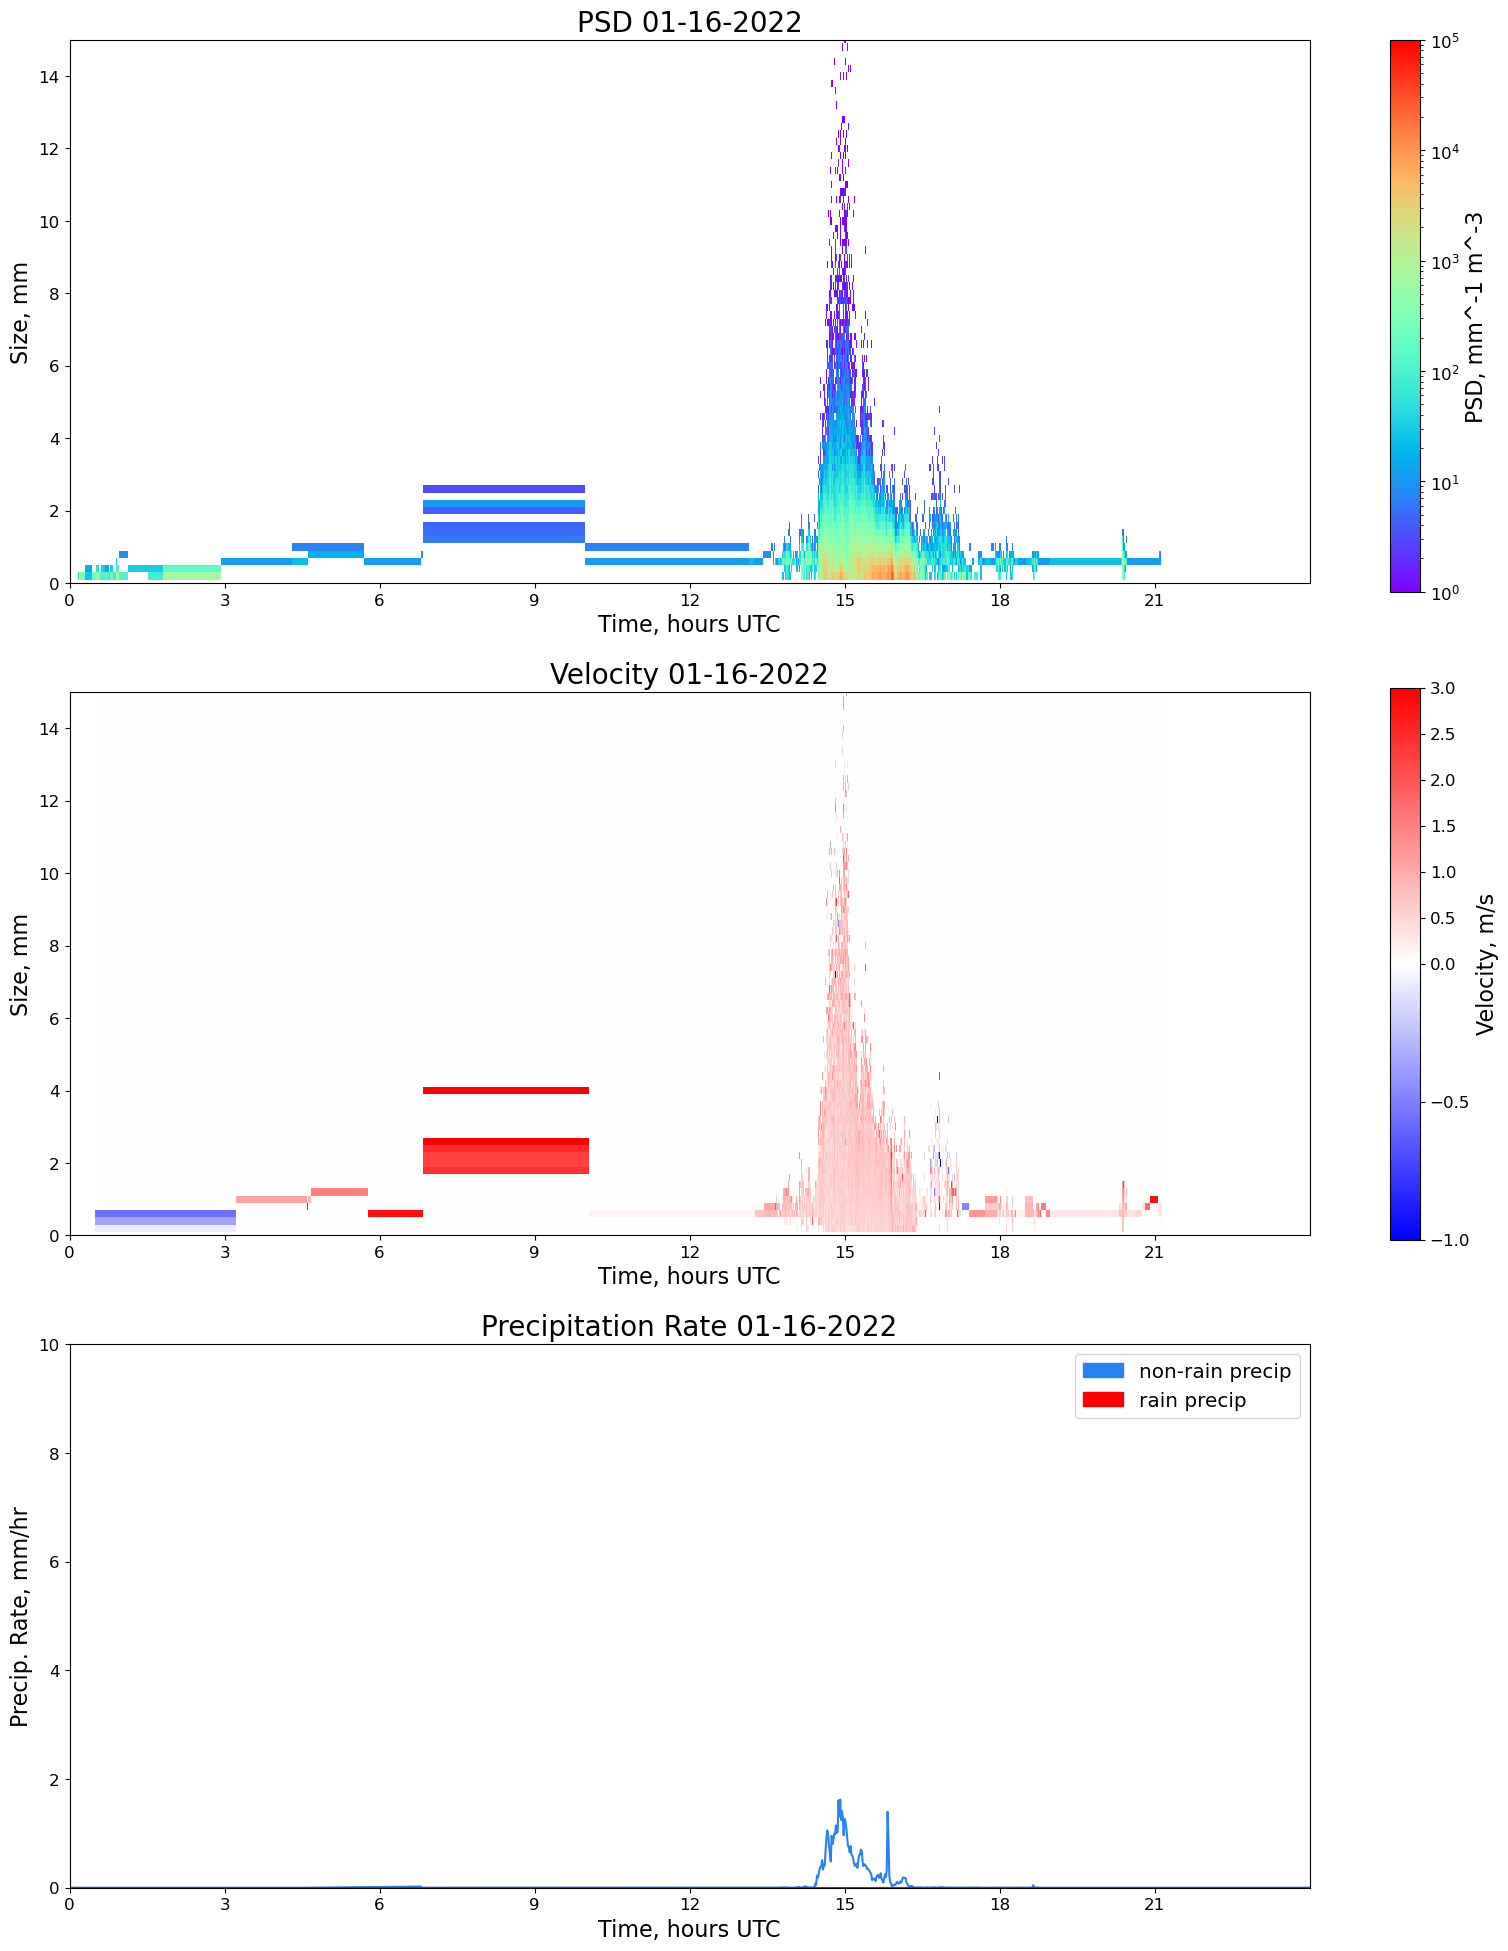 PSD 01-16-2022
14
12
10
8
6
4
2
0
Size, mm
0 3 6 9 12 15 18 21
Time, hours UTC
10^5
10^4
10^3
10^2
10^1
10^0
PSD, mm^-1 m^-3
Velocity 01-16-2022
14
12
10
8
6
4
2
0
Size, mm
0 3 6 9 12 15 18 21
Time, hours UTC
3.0
2.5
2.0
1.5
1.0
0.5
0.0
−0.5
−1.0
Velocity, m/s
Precipitation Rate 01-16-2022
10
8
6
4
2
0
Precip. Rate, mm/hr
non-rain precip
rain precip
0 3 6 9 12 15 18 21
Time, hours UTC